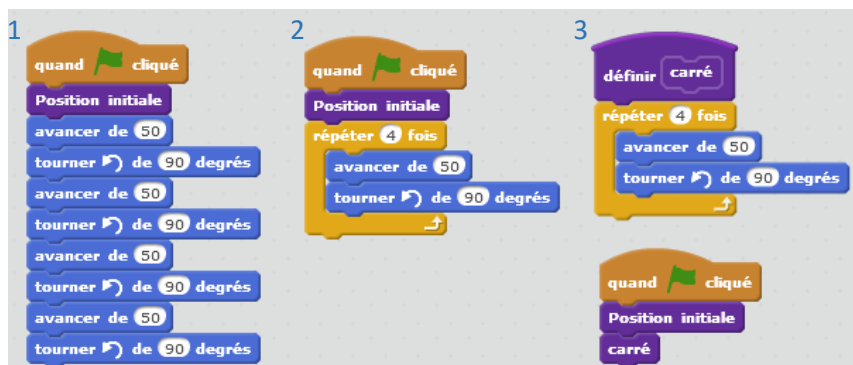 1
quand cliqué
Position initiale
avancer de 50
tourner de 90 degrés
avancer de 50
tourner de 90 degrés
avancer de 50
tourner de 90 degrés
avancer de 50
tourner de 90 degrés
2
quand cliqué
Position initiale
répéter 4 fois
avancer de 50
tourner de 90 degrés
3
définir carré
répéter 4 fois
avancer de 50
tourner de 90 degrés
quand cliqué
Position initiale
carré